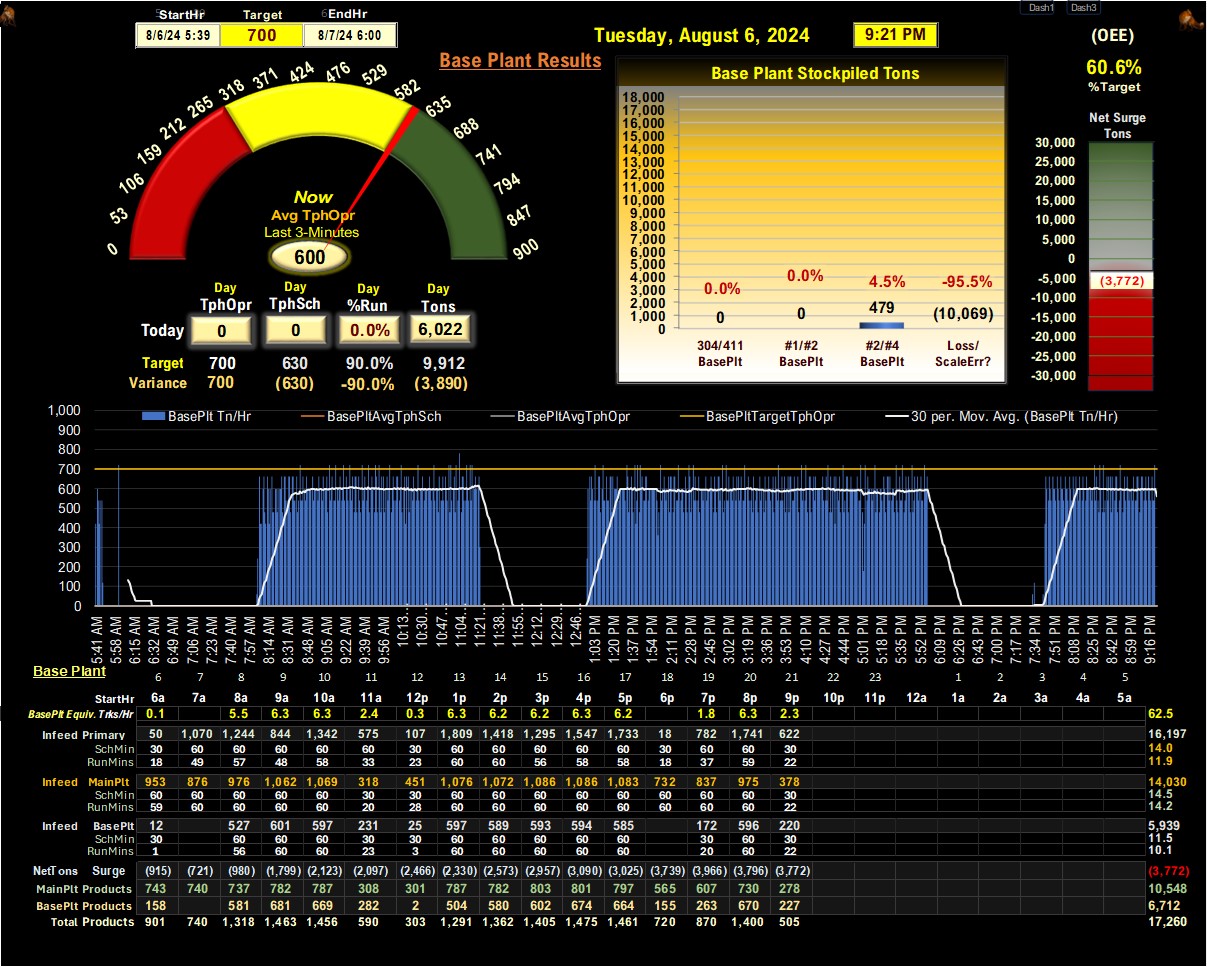 Dash1 Dash3
StartHr Target EndHr
8/6/24 5:39 700 8/7/24 6:00
Tuesday, August 6, 2024 9:21 PM
Base Plant Results
(OEE)
60.6%
%Target
Net Surge
Tons
0 53 106 159 212 265 318 371 424 476 529 582 635 688 741 794 847 900
Now
Avg TphOpr
Last 3-Minutes
600
Day Day Day Day
TphOpr TphSch %Run Tons
Today 0 0 0.0% 6,022
Target 700 630 90.0% 9,912
Variance 700 (630) -90.0% (3,890)
Base Plant Stockpiled Tons
18,000
17,000
16,000
15,000
14,000
13,000
12,000
11,000
10,000
9,000
8,000
7,000
6,000
5,000
4,000
3,000
2,000
1,000
0
0.0% 0.0% 4.5% -95.5%
0 0 479 (10,069)
304/411 #1/#2 #2/#4 Loss/
BasePlt BasePlt BasePlt ScaleErr?
30,000
25,000
20,000
15,000
10,000
5,000
0
-5,000
-10,000
-15,000
-20,000
-25,000
-30,000
(3,772)
BasePlt Tn/Hr BasePltAvgTphSch BasePltAvgTphOpr BasePltTargetTphOpr 30 per. Mov. Avg. (BasePlt Tn/Hr)
1,000
900
800
700
600
500
400
300
200
100
0
5:41 AM 5:58 AM 6:15 AM 6:32 AM 6:49 AM 7:06 AM 7:23 AM 7:40 AM 7:57 AM 8:14 AM 8:31 AM 8:48 AM 9:05 AM 9:22 AM 9:39 AM 9:56 AM 10:13… 10:30… 10:47… 11:04… 11:21… 11:38… 11:55… 12:12… 12:29… 12:46… 1:03 PM 1:20 PM 1:37 PM 1:54 PM 2:11 PM 2:28 PM 2:45 PM 3:02 PM 3:19 PM 3:36 PM 3:53 PM 4:10 PM 4:27 PM 4:44 PM 5:01 PM 5:18 PM 5:35 PM 5:52 PM 6:09 PM 6:26 PM 6:43 PM 7:00 PM 7:17 PM 7:34 PM 7:51 PM 8:08 PM 8:26 PM 8:42 PM 8:59 PM 9:16 PM
Base Plant
6 7 8 9 10 11 12 13 14 15 16 17 18 19 20 21 22 23 1 2 3 4 5
StartHr 6a 7a 8a 9a 10a 11a 12p 1p 2p 3p 4p 5p 6p 7p 8p 9p 10p 11p 12a 1a 2a 3a 4a 5a
BasePlt Equiv. Trks/Hr 0.1 5.5 6.3 6.3 2.4 0.3 6.3 6.2 6.2 6.3 6.2 1.8 6.3 2.3 62.5
Infeed Primary 50 1,070 1,244 844 1,342 575 107 1,809 1,418 1,295 1,547 1,733 18 782 1,741 622 16,197
SchMin 30 60 60 60 60 30 30 60 60 60 60 60 30 60 60 30 14.0
RunMins 18 49 57 48 58 33 23 60 60 56 58 58 18 37 59 22 11.9
Infeed MainPlt 953 876 976 1,062 1,069 318 451 1,076 1,072 1,086 1,086 1,083 732 837 975 378 14,030
SchMin 60 60 60 60 30 30 60 60 60 60 60 60 60 60 30 14.5
RunMins 59 60 60 60 20 28 60 60 60 60 60 60 60 60 22 14.2
Infeed BasePlt 12 527 601 597 231 25 597 589 593 594 585 172 596 220 5,939
SchMin 30 60 60 60 30 30 60 60 60 60 60 30 60 30 11.5
RunMins 1 56 60 60 23 3 60 60 60 60 60 20 60 22 10.1
NetTons Surge (915) (721) (980) (1,799) (2,123) (2,097) (2,466) (2,330) (2,573) (2,957) (3,090) (3,025) (3,739) (3,966) (3,796) (3,772) (3,772)
MainPlt Products 743 740 737 782 787 308 301 787 782 803 801 797 565 607 730 278 10,548
BasePlt Products 158 581 681 669 282 2 504 580 602 674 664 155 263 670 227 6,712
Total Products 901 740 1,318 1,463 1,456 590 303 1,291 1,362 1,405 1,475 1,461 720 870 1,400 505 17,260